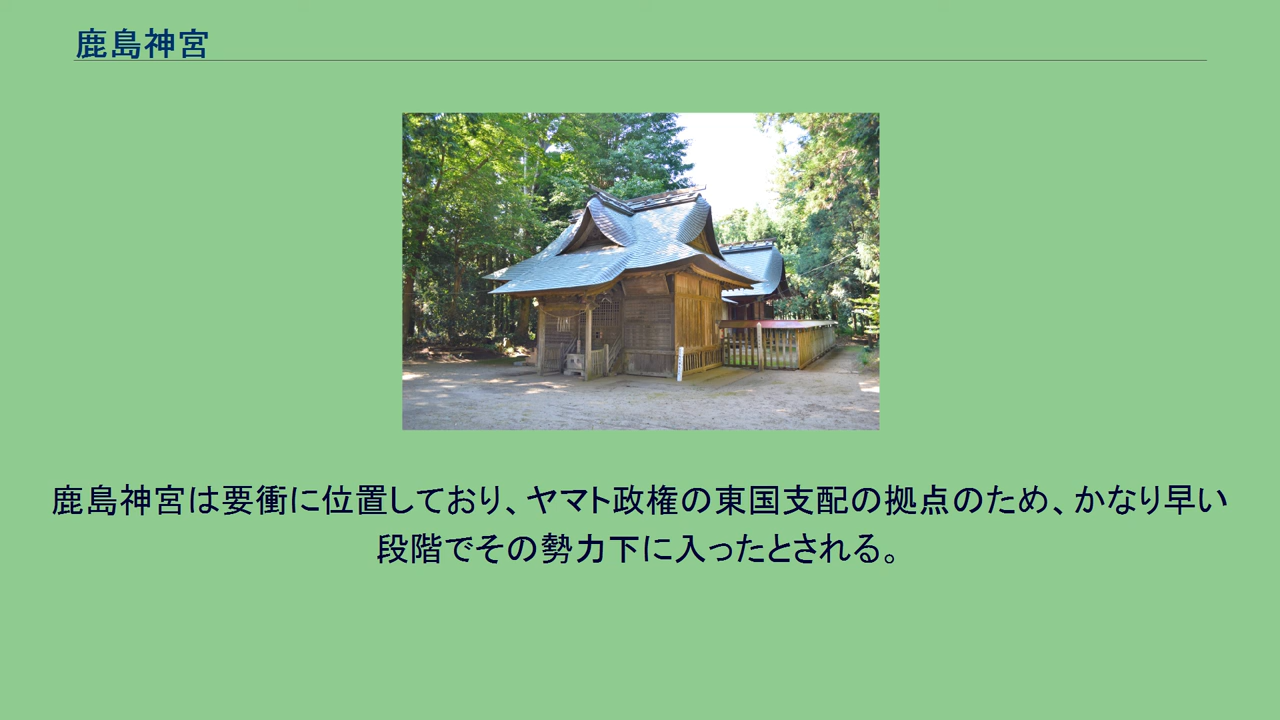 鹿島神宮
鹿島神宮は要衝に位置しており、ヤマト政権の東国支配の拠点のため、かなり早い
段階でその勢力下に入ったとされる。